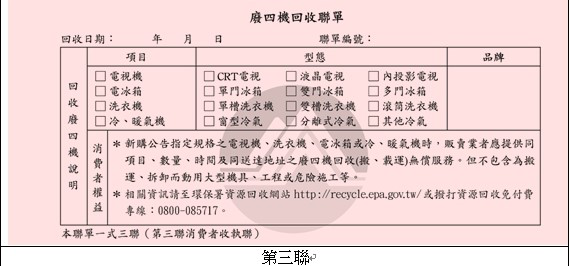 廢四機回收聯單
回收日期： 年 月 日 聯單編號：
項目 型態 品牌
回收廢四機說明
□電視機 □CRT電視 □液晶電視 □內投影電視
□電冰箱 □單門冰箱 □雙門冰箱 □多門冰箱
□洗衣機 □單槽洗衣機 □雙槽洗衣機 □滾筒洗衣機
□冷、暖氣機 □窗型冷氣 □分離式冷氣 □其他冷氣
消費者權益
＊新購公告指定規格之電視機、洗衣機、電冰箱或冷、暖氣機時，販賣業者應提供同
項目、數量、時間及同送達地址之廢四機回收(搬、載運)無償服務。但不包含為搬
運、拆卸而動用大型機具、工程或危險施工等。
＊相關資訊請至環保署資源回收網站 http://recycle.epa.gov.tw/或撥打資源回收免付費
專線：0800-085717。
本聯單一式三聯（第三聯消費者收執聯）
第三聯